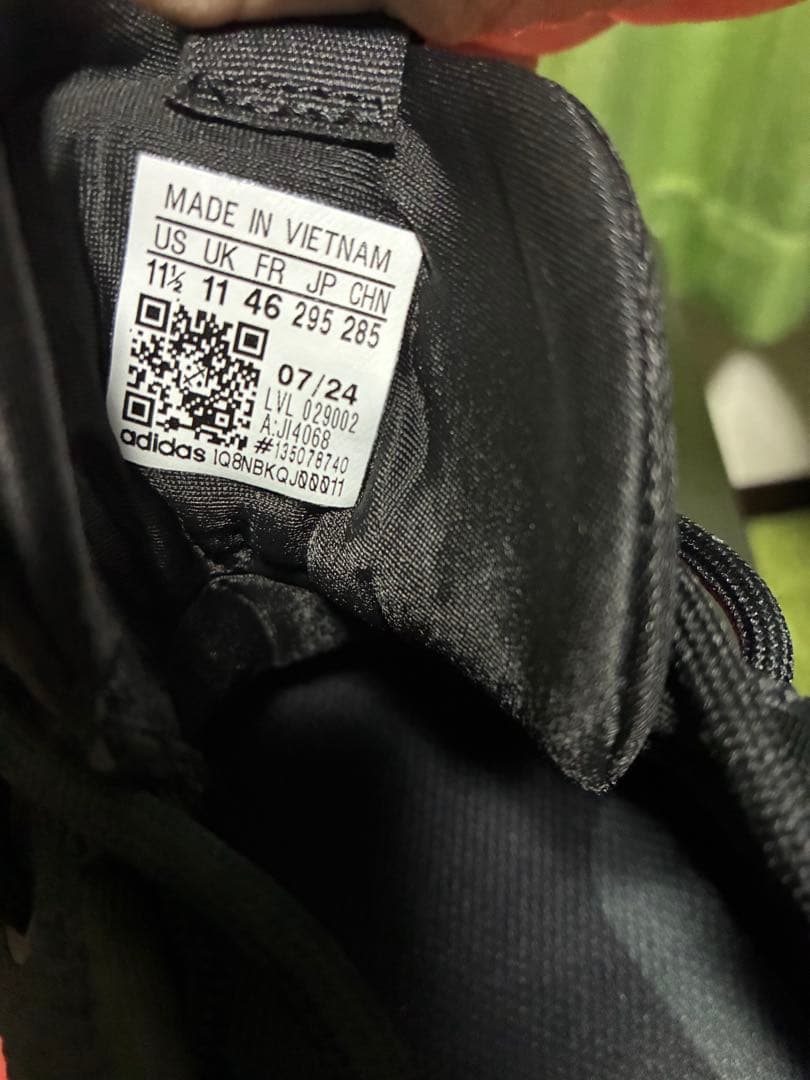 MADE IN VIETNAM
US UK FR JP CHN
11½ 11 46 295 285
07/24
LVL 029002
A:JI4068
#135078740
adidas 1Q8NBKQJ00011